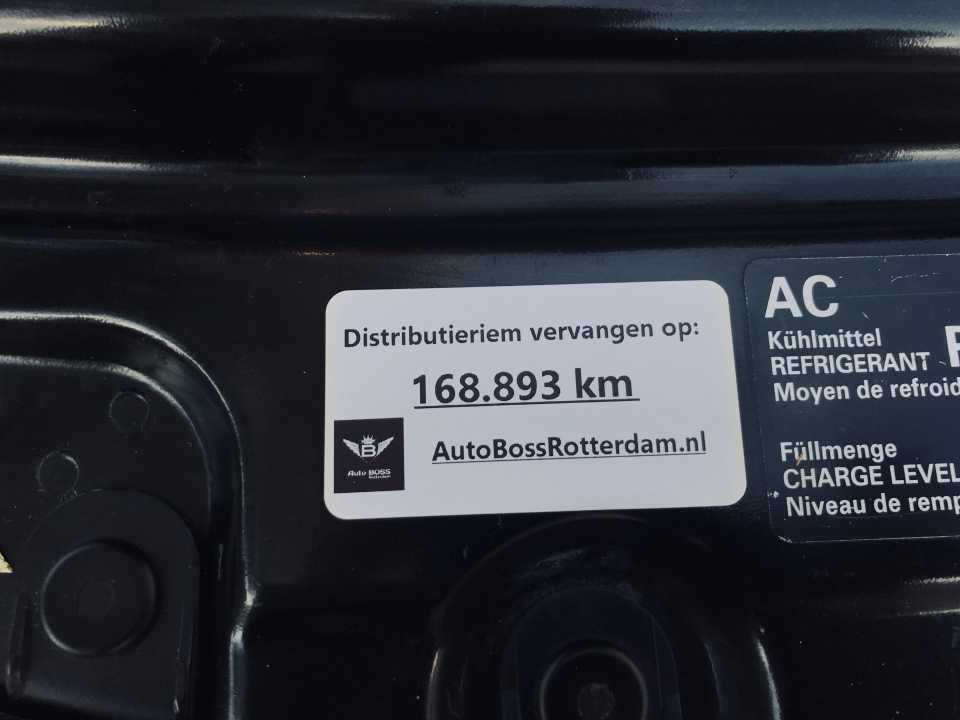 Distributieriem vervangen op:
168.893 km
AutoBossRotterdam.nl
B
Auto BOSS
Rotterdam
AC
Kühlmittel
REFRIGERANT
Moyen de refroid
Füllmenge
CHARGE LEVEL
Niveau de remp